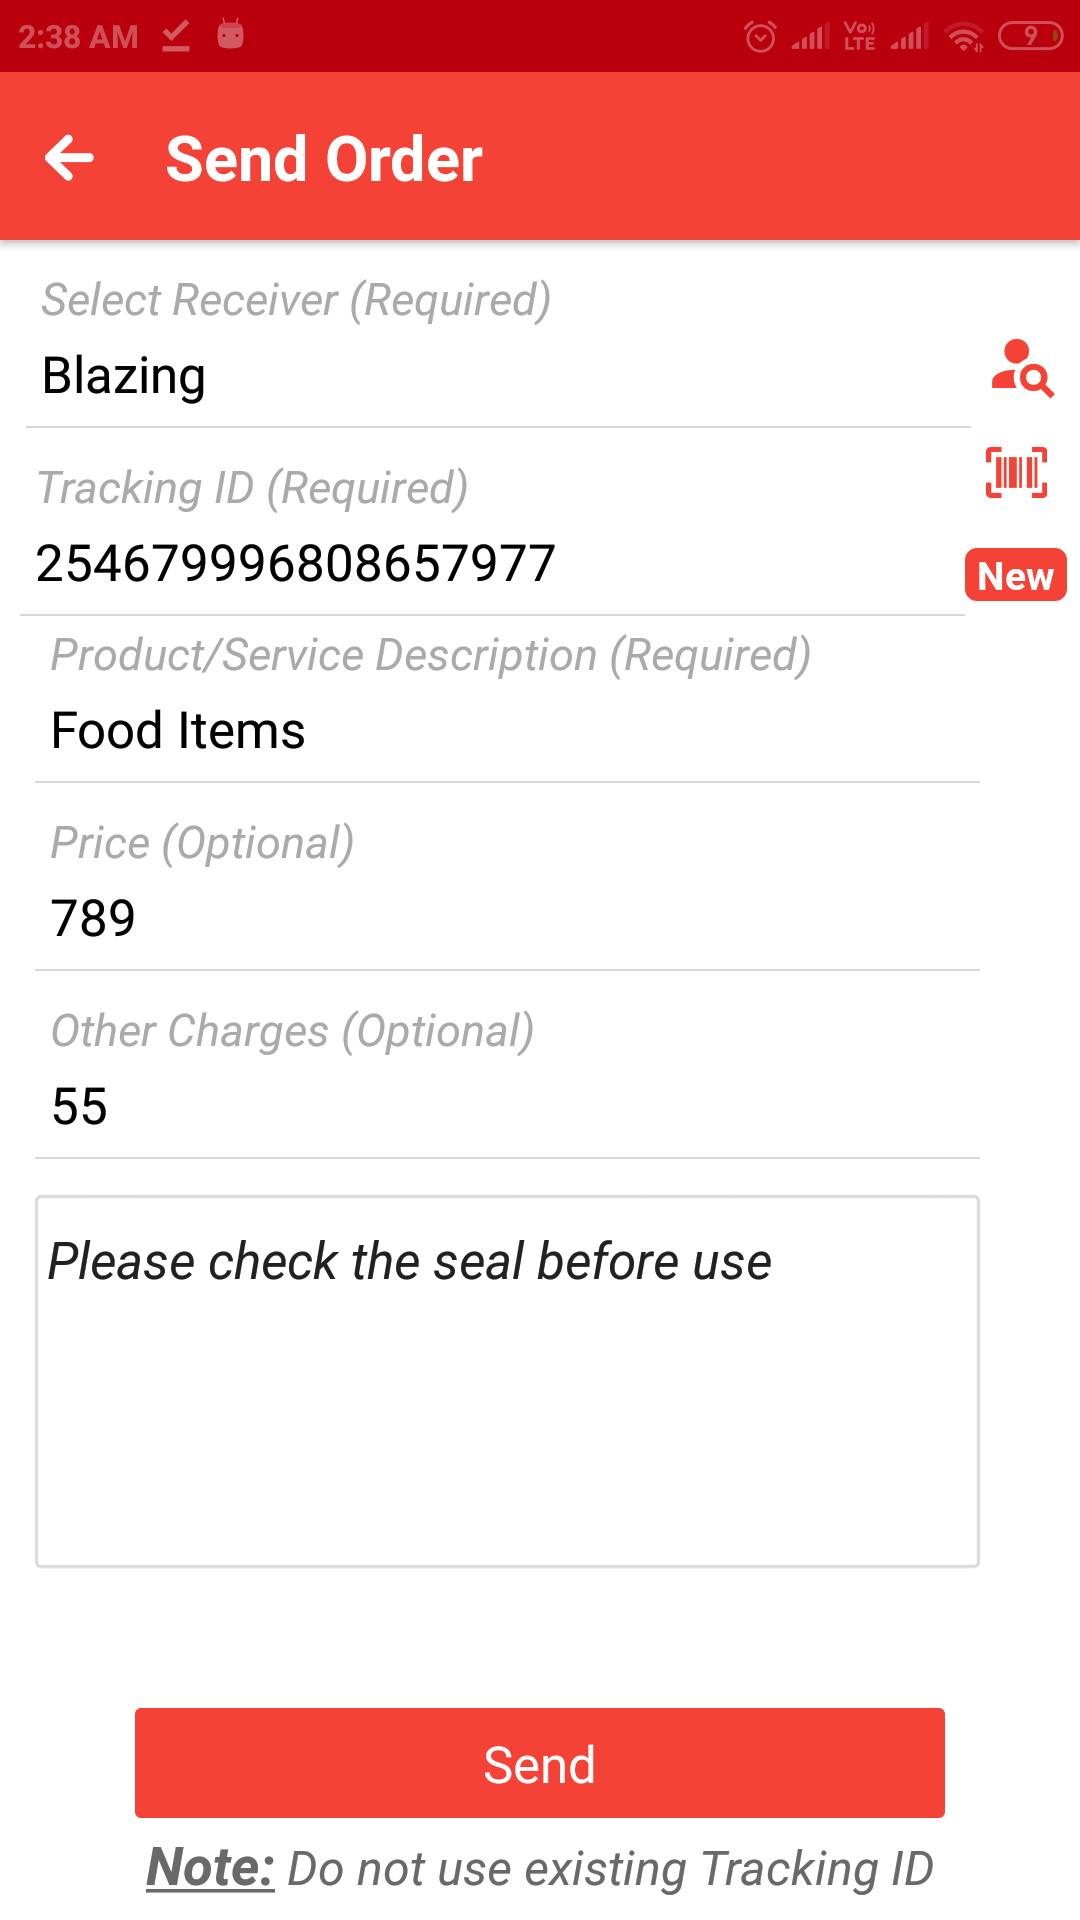 2:38 AM
Vo)) LTE
9
Send Order
Select Receiver (Required)
Blazing
Tracking ID (Required)
254679996808657977
New
Product/Service Description (Required)
Food Items
Price (Optional)
789
Other Charges (Optional)
55
Please check the seal before use
Send
Note: Do not use existing Tracking ID